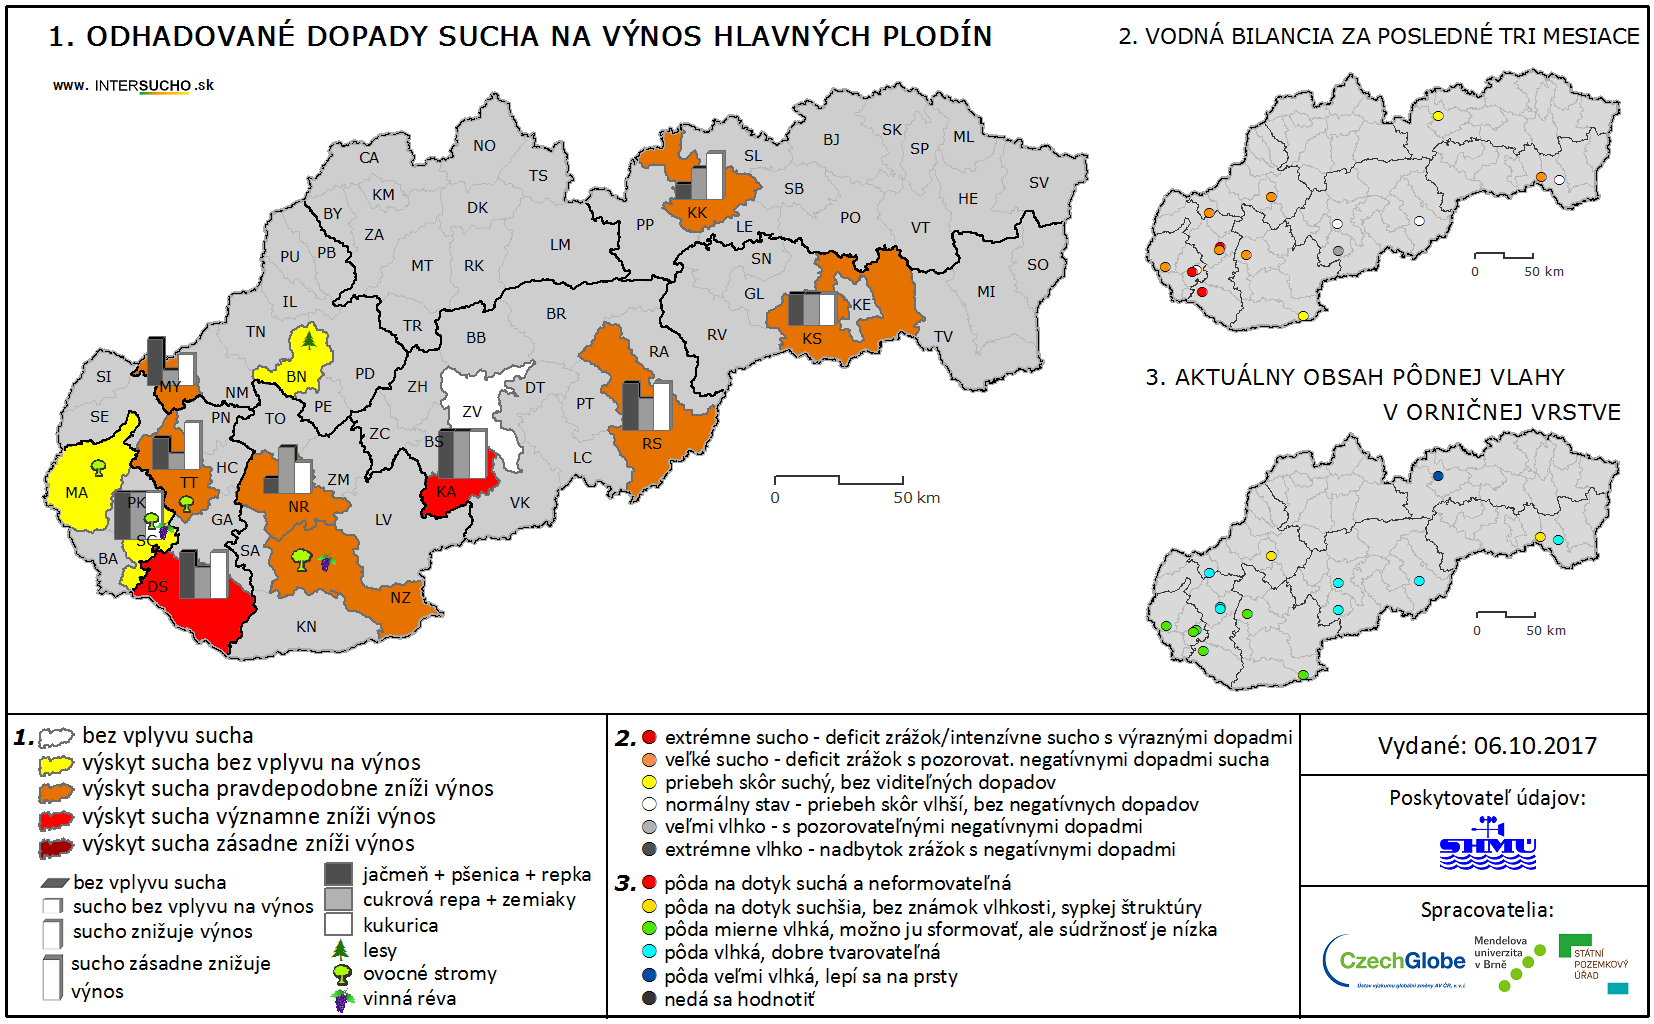 1. ODHADOVANÉ DOPADY SUCHA NA VÝNOS HLAVNÝCH PLODÍN
www. INTERSUCHO .sk
CA
NO
TS
KM
BY
DK
ZA
PU
PB
MT
RK
LM
IL
TN
TR
BB
BR
SL
BJ
SK
SP
ML
SV
HE
SB
KK
PP
LE
PO
VT
SN
GL
KE
SO
MI
RV
KS
TV
RA
SI
MY
BN
PD
NM
ZH
DT
SE
PN
TO
PE
ZV
PT
ZC
BS
RS
HC
LC
MA
TT
ZM
KA
PK
NR
GA
LV
VK
SC
BA
SA
DS
NZ
KN
0
50 km
2. VODNÁ BILANCIA ZA POSLEDNÉ TRI MESIACE
0
50 km
3. AKTUÁLNY OBSAH PÔDNEJ VLAHY
V ORNIČNEJ VRSTVE
0
50 km
1.
bez vplyvu sucha
výskyt sucha bez vplyvu na výnos
výskyt sucha pravdepodobne zníži výnos
výskyt sucha významne zníži výnos
výskyt sucha zásadne zníži výnos
bez vplyvu sucha
sucho bez vplyvu na výnos
sucho znižuje výnos
sucho zásadne znižuje
výnos
jačmeň + pšenica + repka
cukrová repa + zemiaky
kukurica
lesy
ovocné stromy
vinná réva
2.
extrémne sucho - deficit zrážok/intenzívne sucho s výraznými dopadmi
veľké sucho - deficit zrážok s pozorovat. negatívnymi dopadmi sucha
priebeh skôr suchý, bez viditeľných dopadov
normálny stav - priebeh skôr vlhší, bez negatívnych dopadov
veľmi vlhko - s pozorovateľnými negatívnymi dopadmi
extrémne vlhko - nadbytok zrážok s negatívnymi dopadmi
3.
pôda na dotyk suchá a neformovateľná
pôda na dotyk suchšia, bez známok vlhkosti, sypkej štruktúry
pôda mierne vlhká, možno ju sformovať, ale súdržnosť je nízka
pôda vlhká, dobre tvarovateľná
pôda veľmi vlhká, lepí sa na prsty
nedá sa hodnotiť
Vydané: 06.10.2017
Poskytovateľ údajov:
SHMÚ
Spracovatelia:
CzechGlobe
Ústav výzkumu globální změny AV ČR, v. v. i.
Mendelova
univerzita
v Brně
STÁTNÍ
POZEMKOVÝ
ÚŘAD